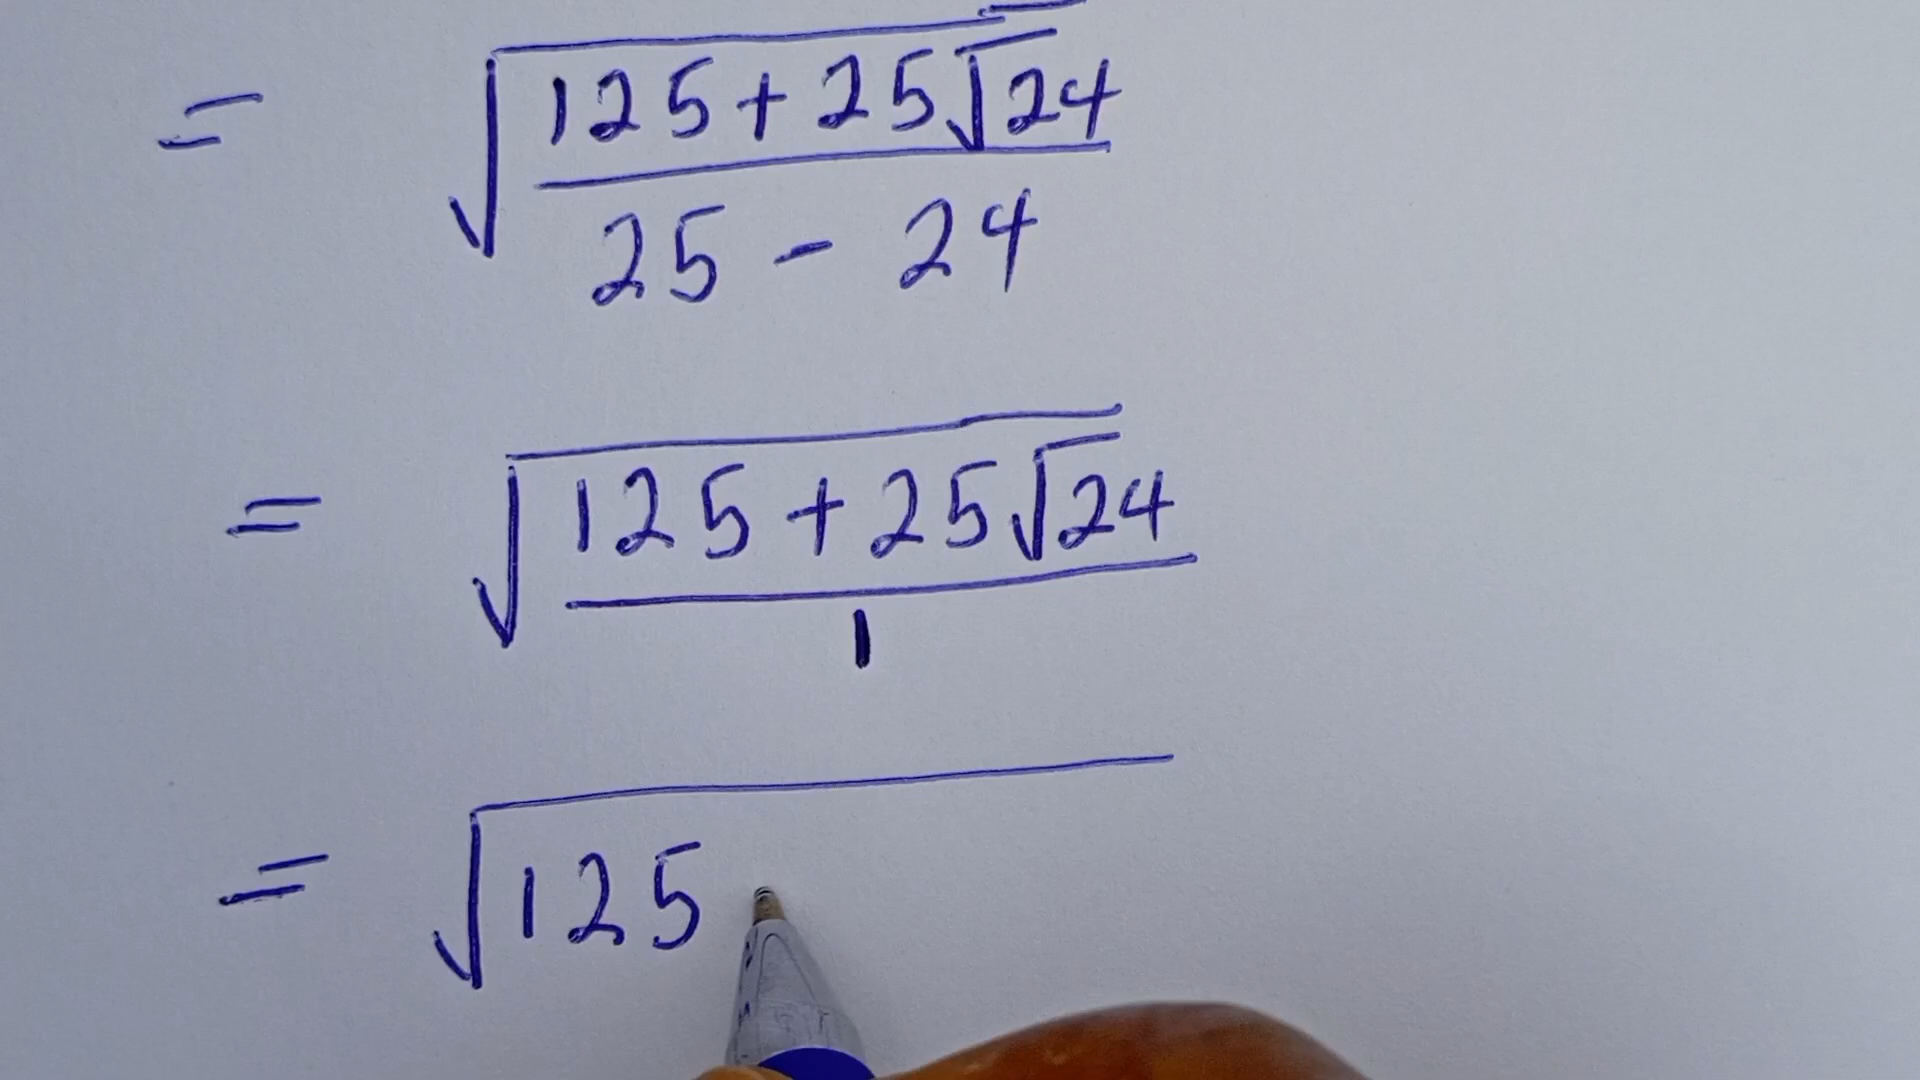 = √(125 + 25√24)
25 - 24
= √(125 + 25√24)
1
= √125